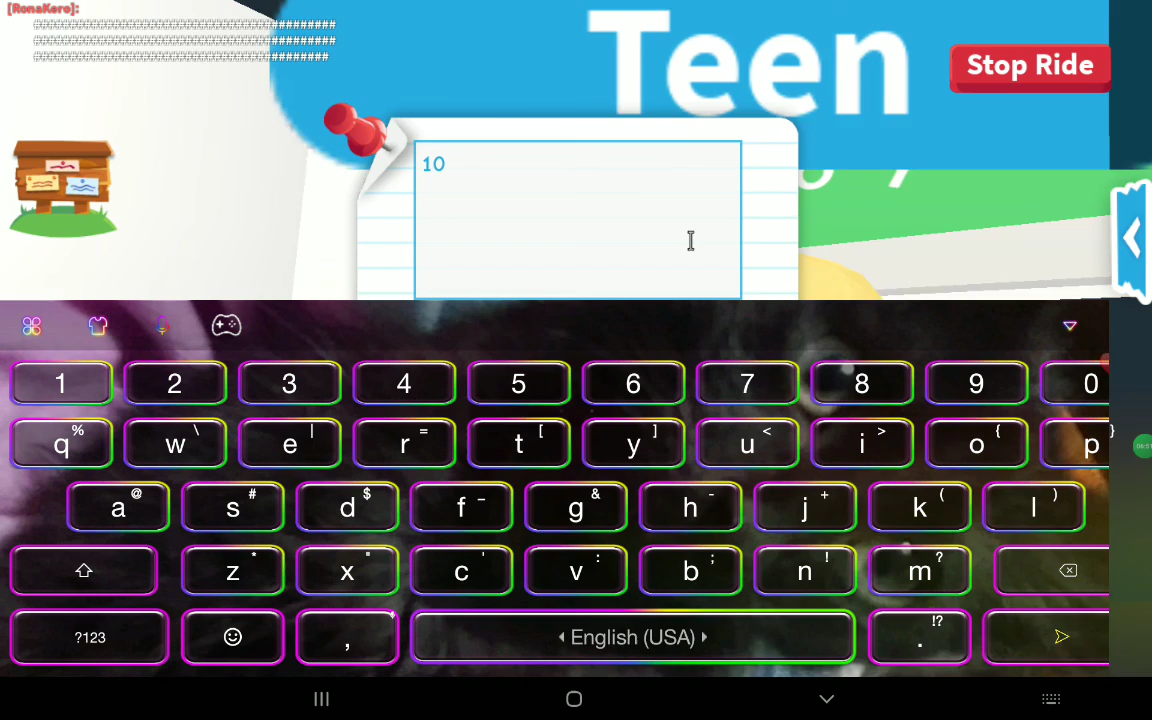 [RonaKero]:
Teen
Stop Ride
10
1 2 3 4 5 6 7 8 9 0
q % w \ e | r = t [ y ] u < i > o { p }
a @ s # d $ f _ g & h - j + k ( l )
z * x " c ' v : b ; n ! m ?
?123 , English (USA) . !?